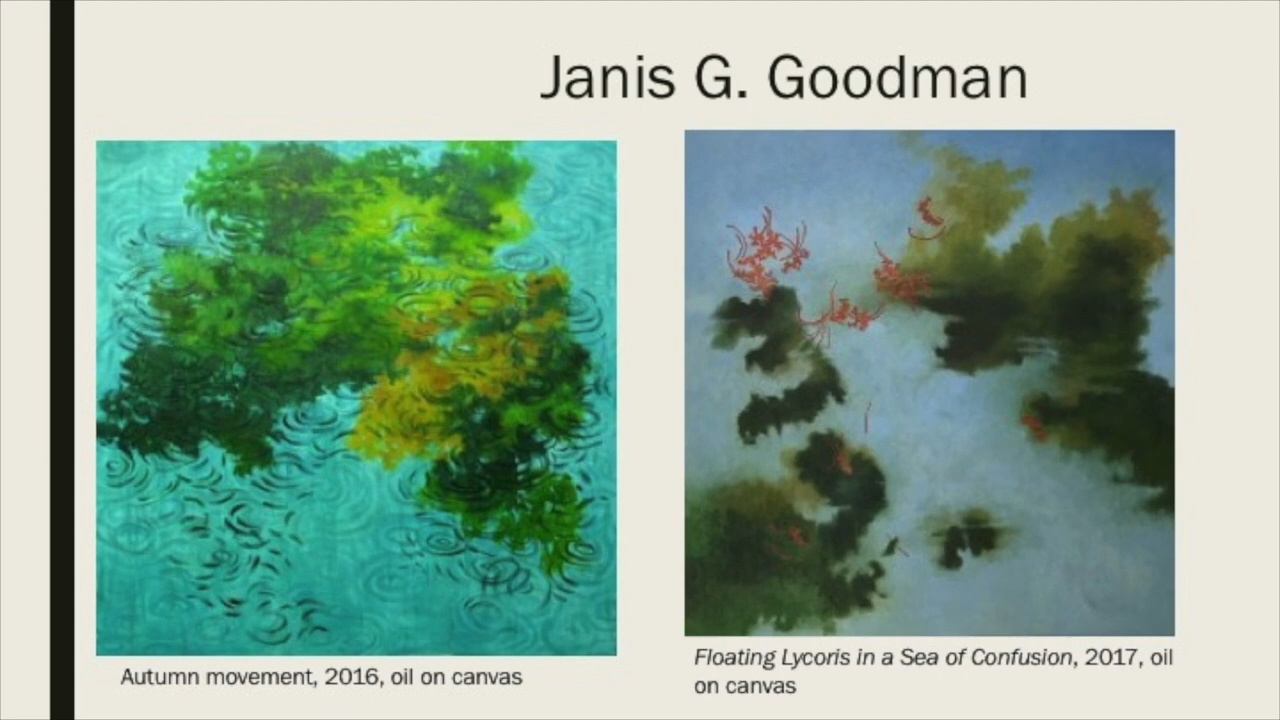 Janis G. Goodman
Autumn movement, 2016, oil on canvas
Floating Lycoris in a Sea of Confusion, 2017, oil
on canvas